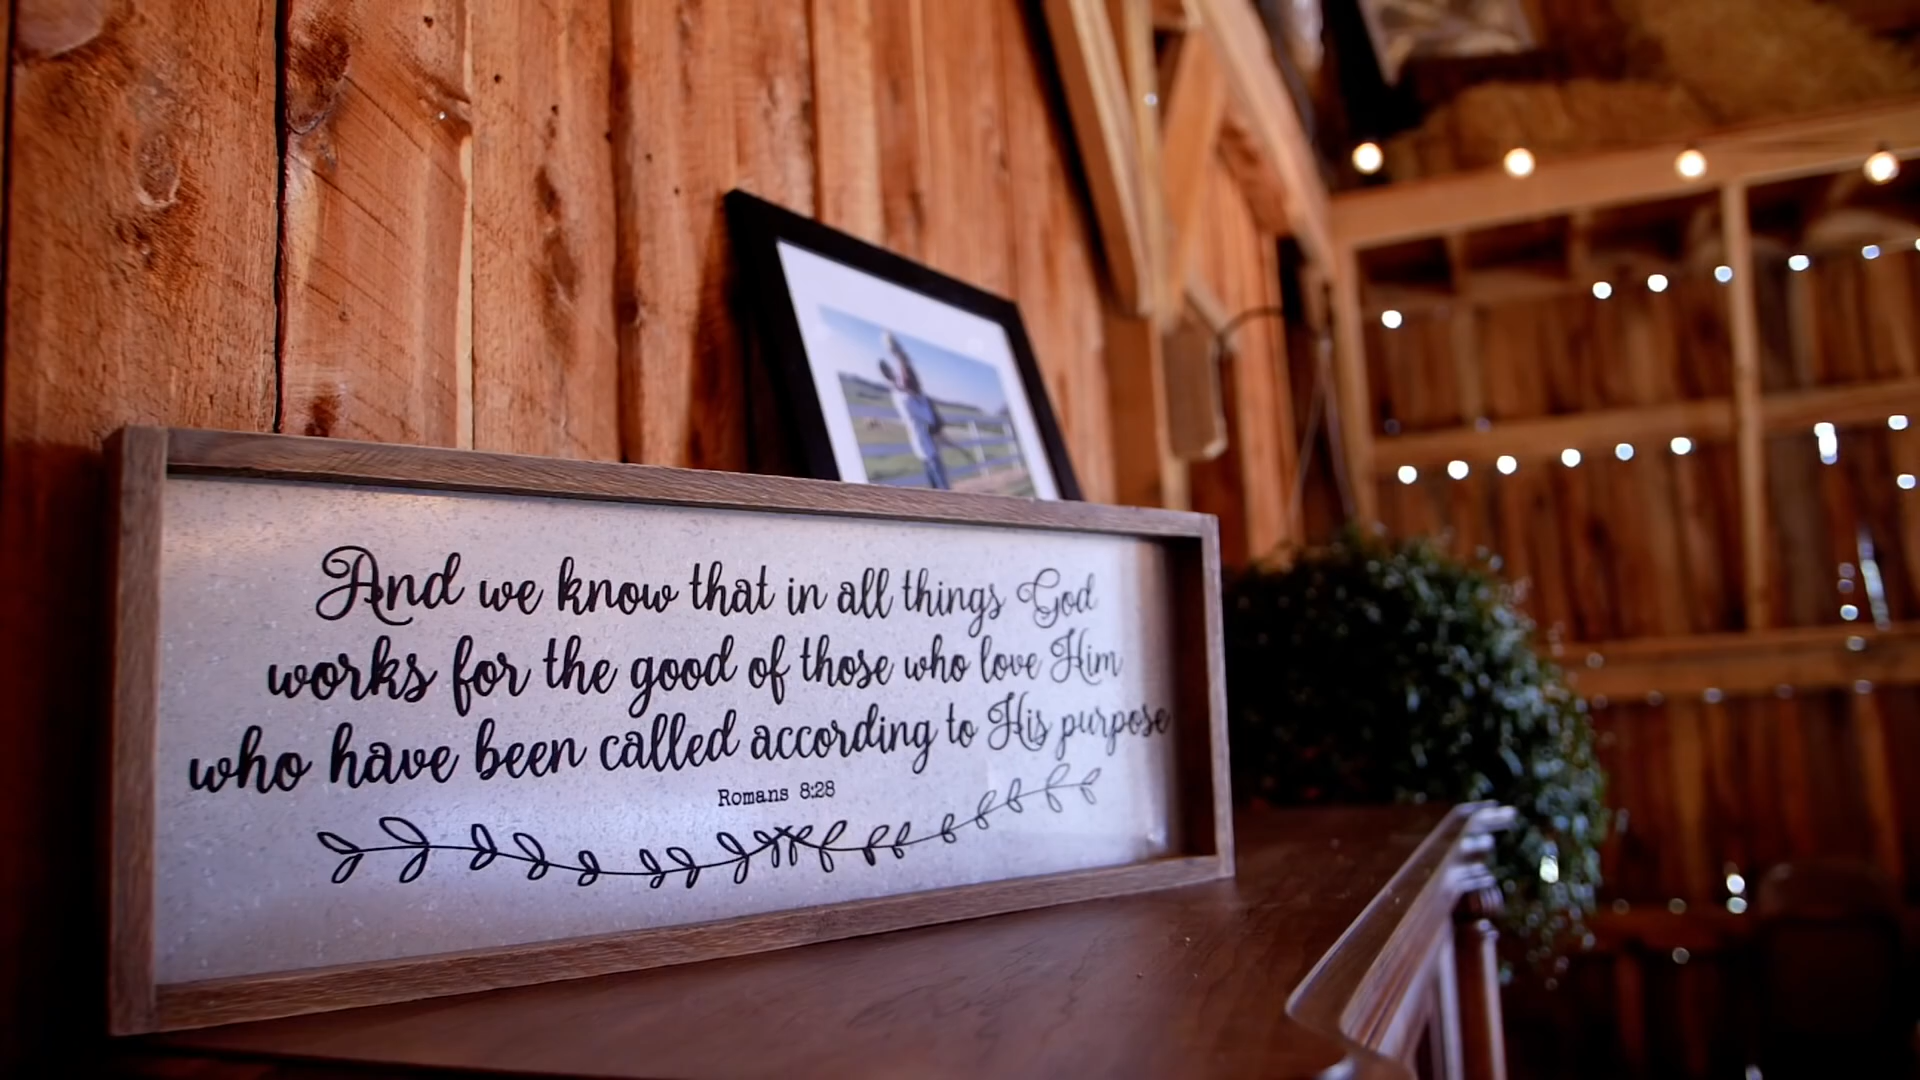 And we know that in all things God
works for the good of those who love Him
who have been called according to His purpose
Romans 8:28